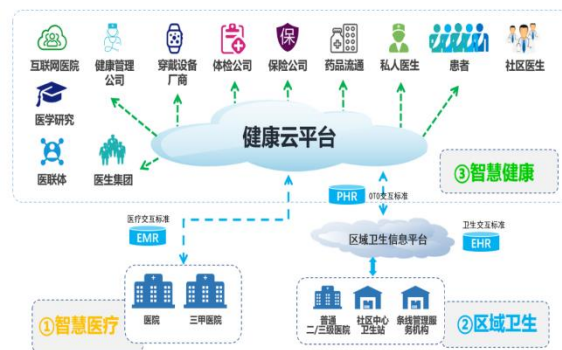 互联网医院
健康管理
公司
穿戴设备
厂商
体检公司
保
保险公司
药品流通
私人医生
患者
社区医生
医学研究
医联体
医生集团
健康云平台
③智慧健康
PHR
OTO交互标准
医疗交互标准
EMR
区域卫生信息平台
卫生交互标准
EHR
①智慧医疗
医院
三甲医院
普通
二/三级医院
社区中心
卫生站
条线管理服
务机构
②区域卫生